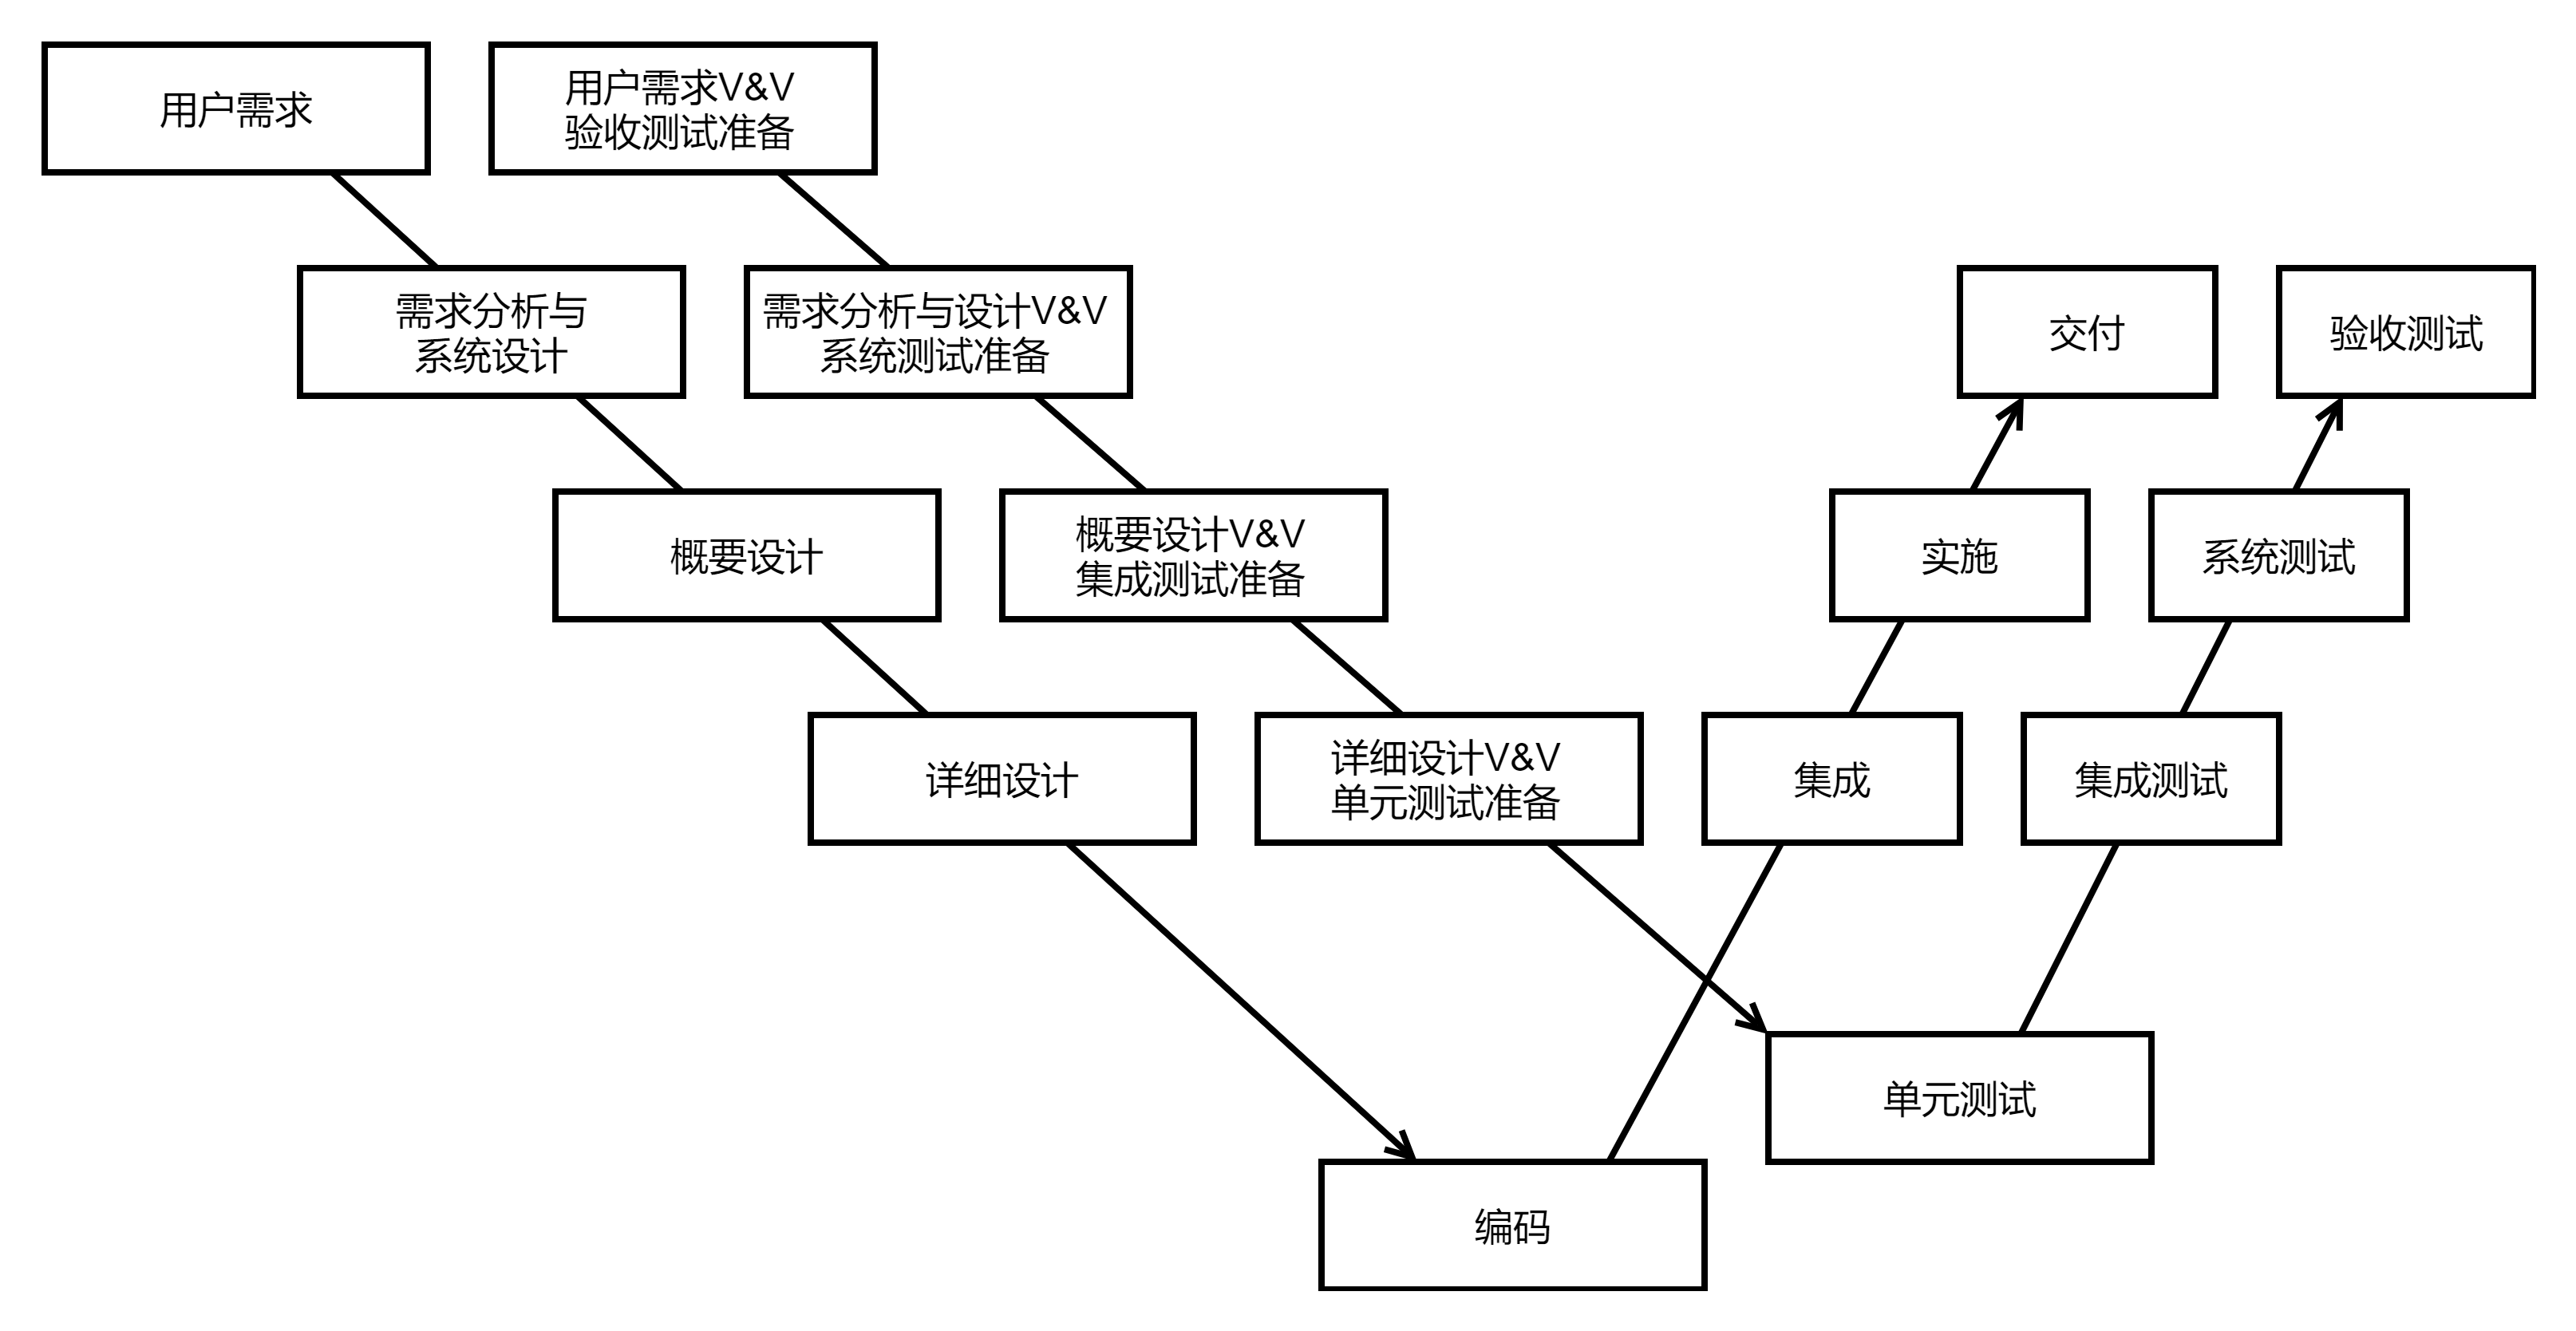 用户需求
用户需求V&V
验收测试准备
需求分析与
系统设计
需求分析与设计V&V
系统测试准备
交付
验收测试
概要设计
概要设计V&V
集成测试准备
实施
系统测试
详细设计
详细设计V&V
单元测试准备
集成
集成测试
单元测试
编码